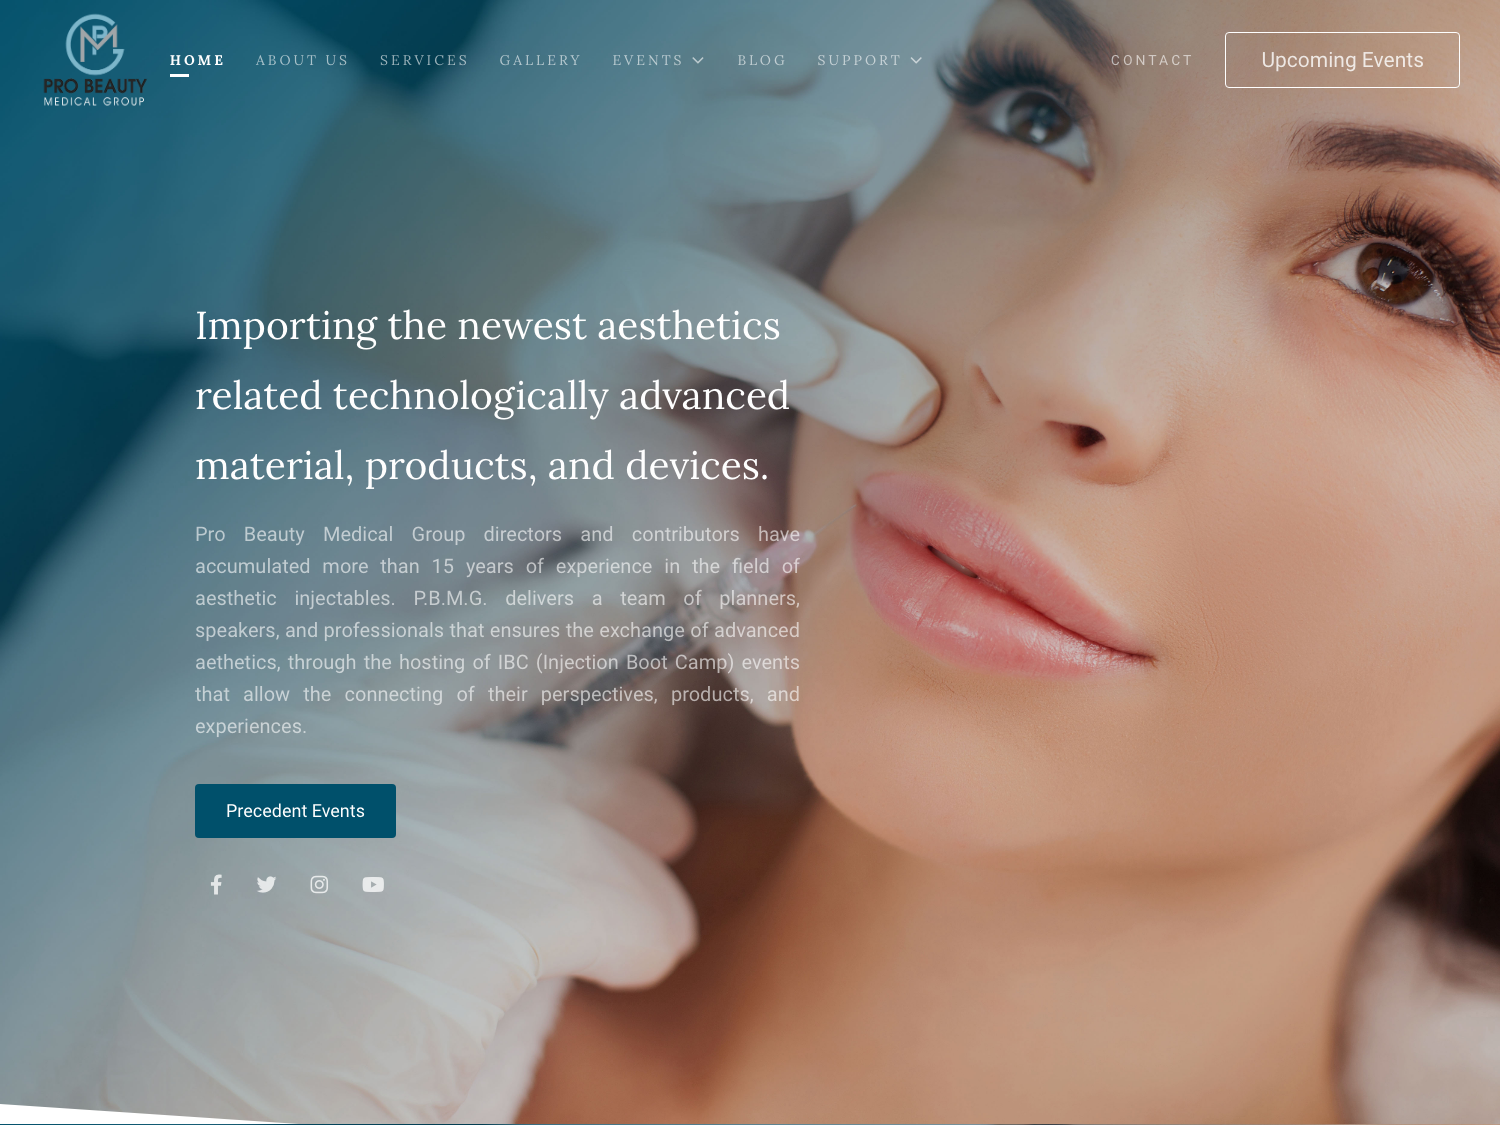 PRO BEAUTY
MEDICAL GROUP
HOME
ABOUT US
SERVICES
GALLERY
EVENTS
BLOG
SUPPORT
CONTACT
Upcoming Events
Importing the newest aesthetics
related technologically advanced
material, products, and devices.
Pro Beauty Medical Group directors and contributors have
accumulated more than 15 years of experience in the field of
aesthetic injectables. P.B.M.G. delivers a team of planners,
speakers, and professionals that ensures the exchange of advanced
aethetics, through the hosting of IBC (Injection Boot Camp) events
that allow the connecting of their perspectives, products, and
experiences.
Precedent Events